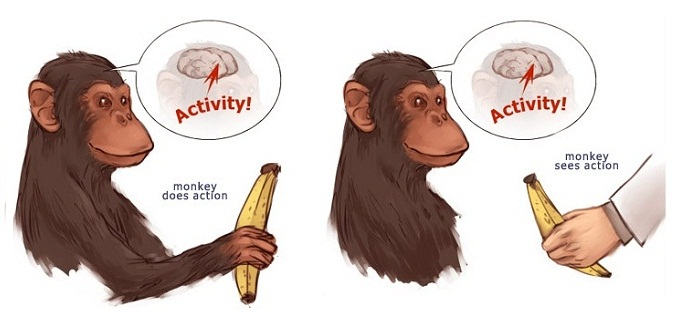 Activity!
monkey
does action
Activity!
monkey
sees action